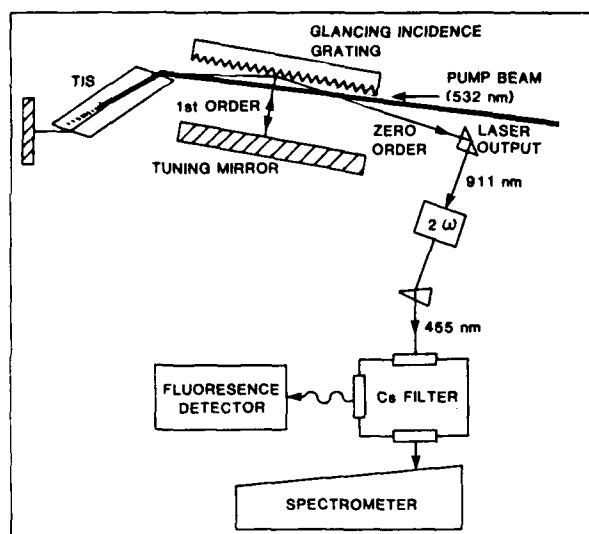 GLANCING INCIDENCE
GRATING
TIS
PUMP BEAM
(532 nm)
1st ORDER
ZERO
ORDER
LASER
OUTPUT
TUNING MIRROR
911 nm
2 ω
455 nm
FLUORESENCE
DETECTOR
Cs FILTER
SPECTROMETER